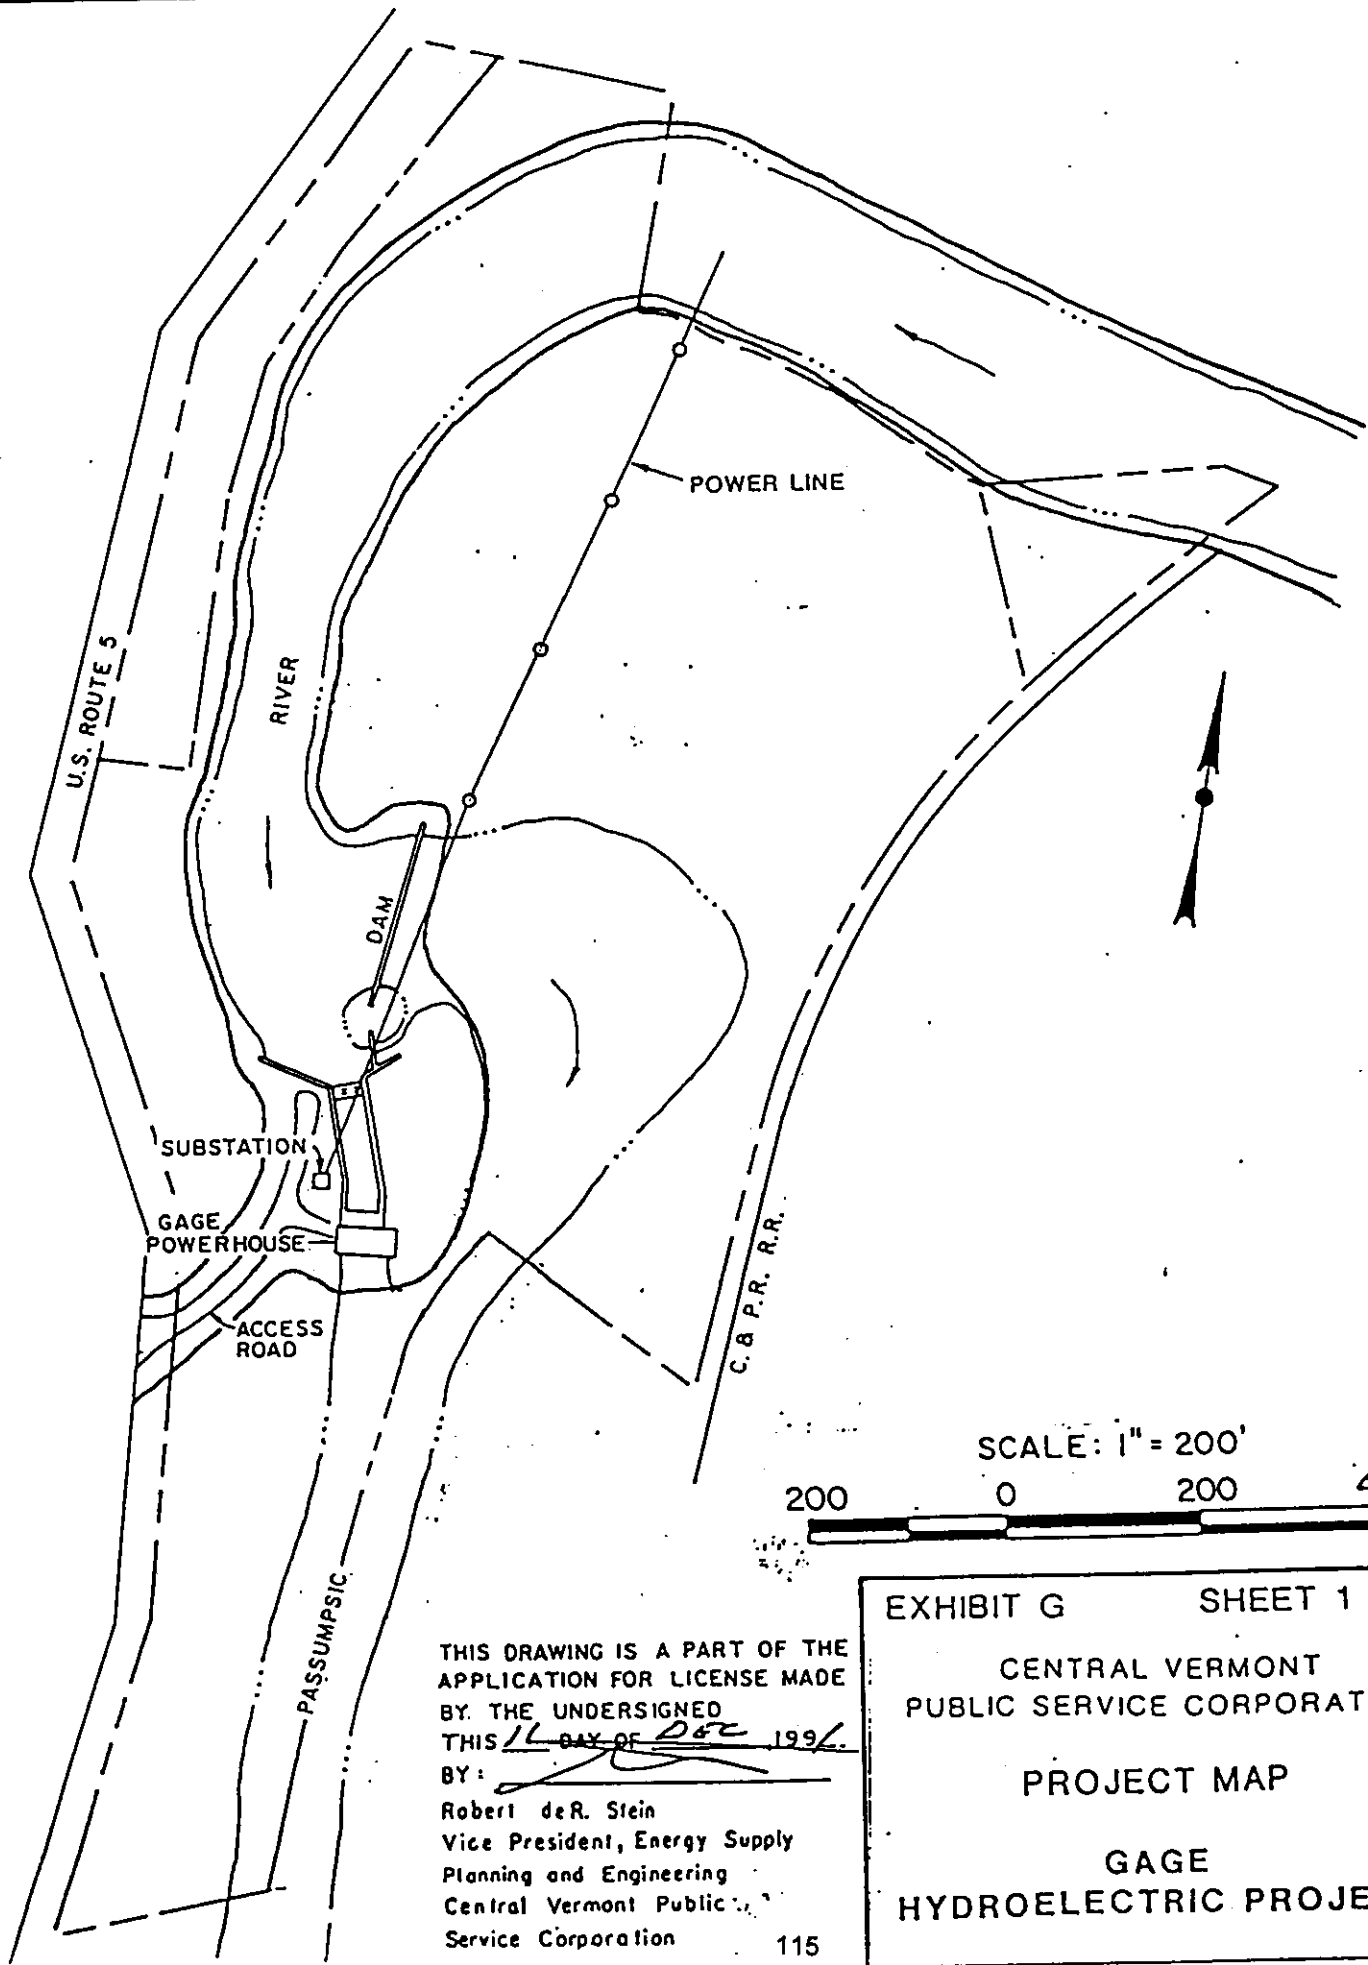 POWER LINE
U.S. ROUTE 5
RIVER
DAM
SUBSTATION
GAGE
POWERHOUSE
ACCESS
ROAD
C. & P.R. R.R.
PASSUMPSIC
SCALE: 1" = 200'
200 0 200
THIS DRAWING IS A PART OF THE
APPLICATION FOR LICENSE MADE
BY. THE UNDERSIGNED
THIS DAY OF DEC 199
BY:
Robert deR. Stein
Vice President, Energy Supply
Planning and Engineering
Central Vermont Public
Service Corporation
115
EXHIBIT G SHEET 1
CENTRAL VERMONT
PUBLIC SERVICE CORPORAT
PROJECT MAP
GAGE
HYDROELECTRIC PROJE